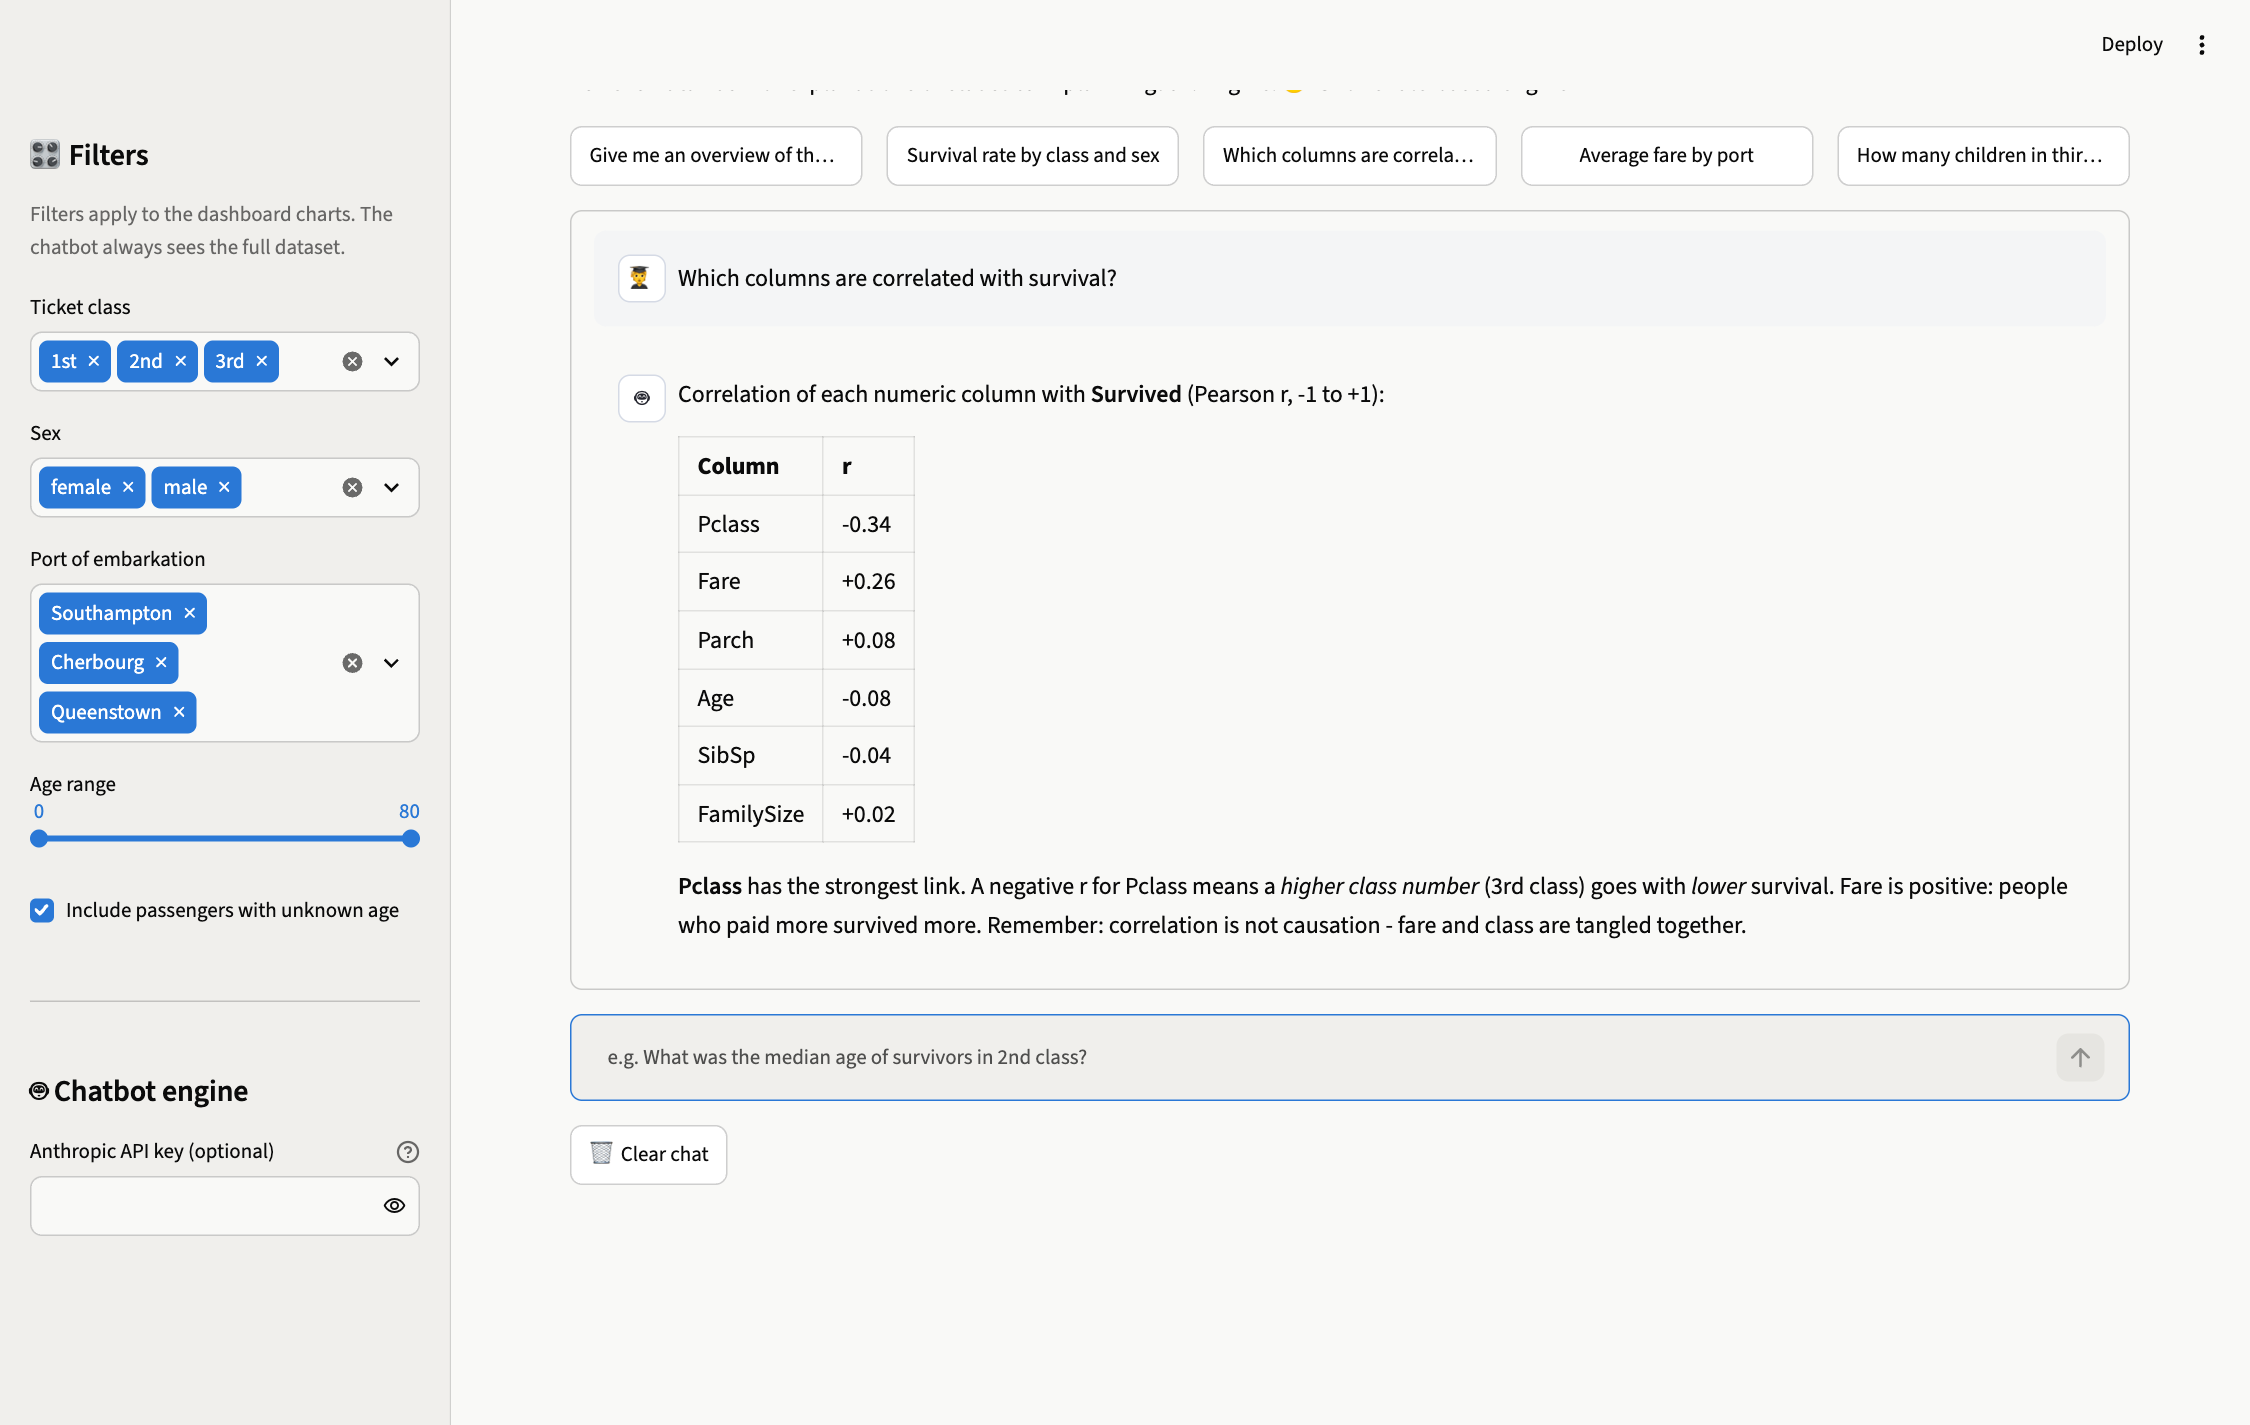 Deploy
Filters
Filters apply to the dashboard charts. The
chatbot always sees the full dataset.
Ticket class
1st
2nd
3rd
Sex
female
male
Port of embarkation
Southampton
Cherbourg
Queenstown
Age range
0
80
Include passengers with unknown age
Chatbot engine
Anthropic API key (optional)
Give me an overview of th...
Survival rate by class and sex
Which columns are correla...
Average fare by port
How many children in thir...
Which columns are correlated with survival?
Correlation of each numeric column with Survived (Pearson r, -1 to +1):
Column r
Pclass -0.34
Fare +0.26
Parch +0.08
Age -0.08
SibSp -0.04
FamilySize +0.02
Pclass has the strongest link. A negative r for Pclass means a higher class number (3rd class) goes with lower survival. Fare is positive: people
who paid more survived more. Remember: correlation is not causation - fare and class are tangled together.
e.g. What was the median age of survivors in 2nd class?
Clear chat